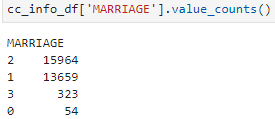 cc_info_df['MARRIAGE'].value_counts()
MARRIAGE
2    15964
1    13659
3      323
0       54